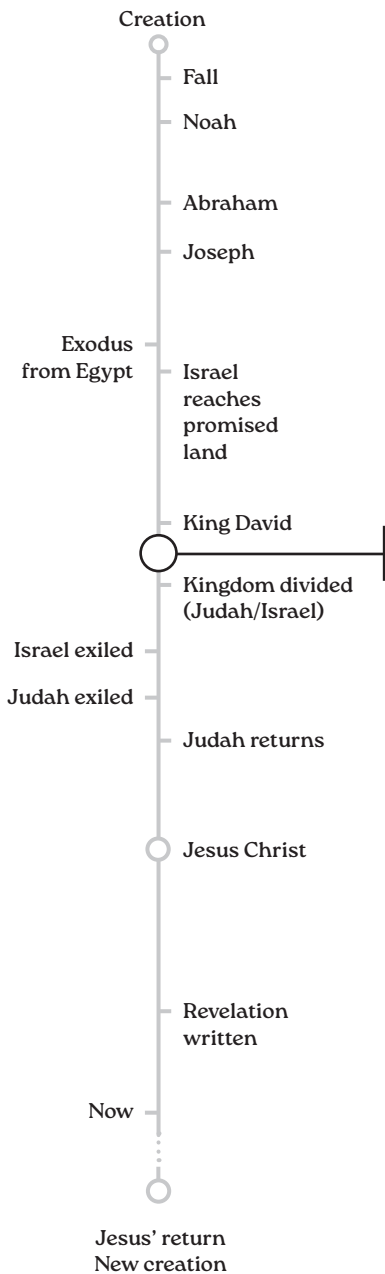 Creation
Fall
Noah
Abraham
Joseph
Exodus
from Egypt
Israel
reaches
promised
land
King David
Kingdom divided
(Judah/Israel)
Israel exiled
Judah exiled
Judah returns
Jesus Christ
Revelation
written
Now
Jesus’ return
New creation